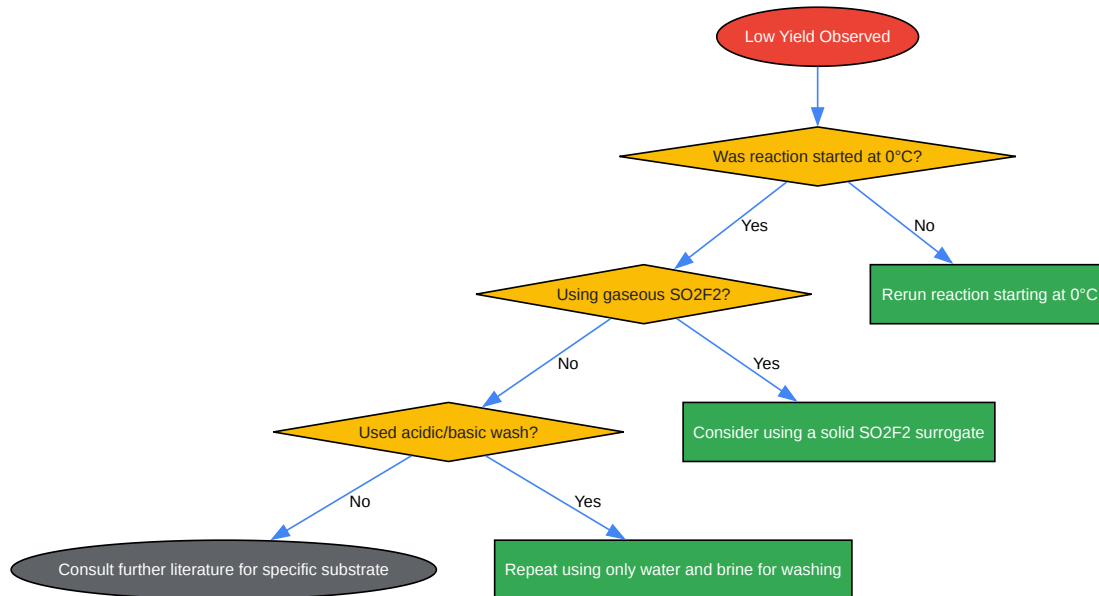 Low Yield Observed
Was reaction started at 0°C?
Yes
No
Using gaseous SO2F2?
Rerun reaction starting at 0°C
No
Yes
Used acidic/basic wash?
Consider using a solid SO2F2 surrogate
No
Yes
Consult further literature for specific substrate
Repeat using only water and brine for washing